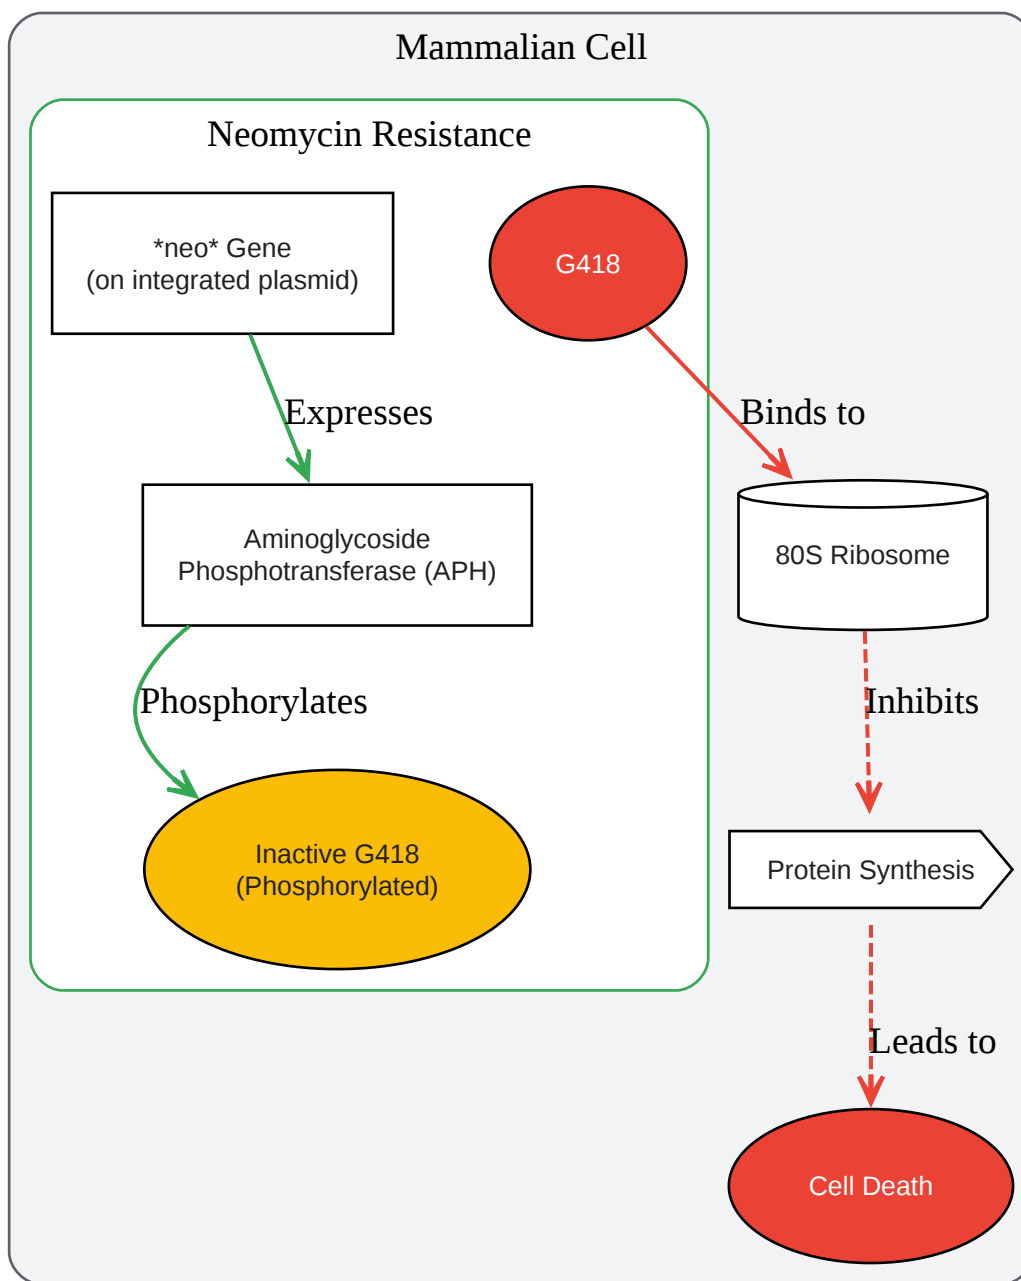 Mammalian Cell
Neomycin Resistance
*neo* Gene
(on integrated plasmid)
G418
Expresses
Binds to
Aminoglycoside
Phosphotransferase (APH)
80S Ribosome
Phosphorylates
Inhibits
Inactive G418
(Phosphorylated)
Protein Synthesis
Leads to
Cell Death